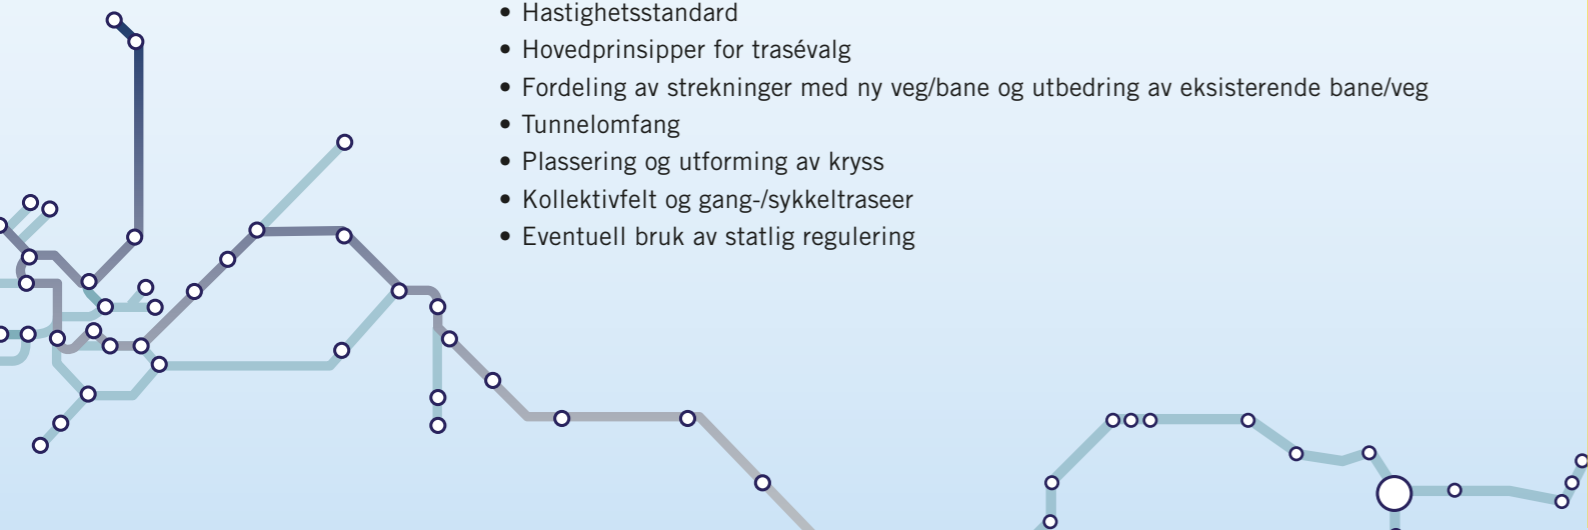 • Hastighetsstandard
• Hovedprinsipper for trasévalg
• Fordeling av strekninger med ny veg/bane og utbedring av eksisterende bane/veg
• Tunnelomfang
• Plassering og utforming av kryss
• Kollektivfelt og gang-/sykkeltraseer
• Eventuell bruk av statlig regulering